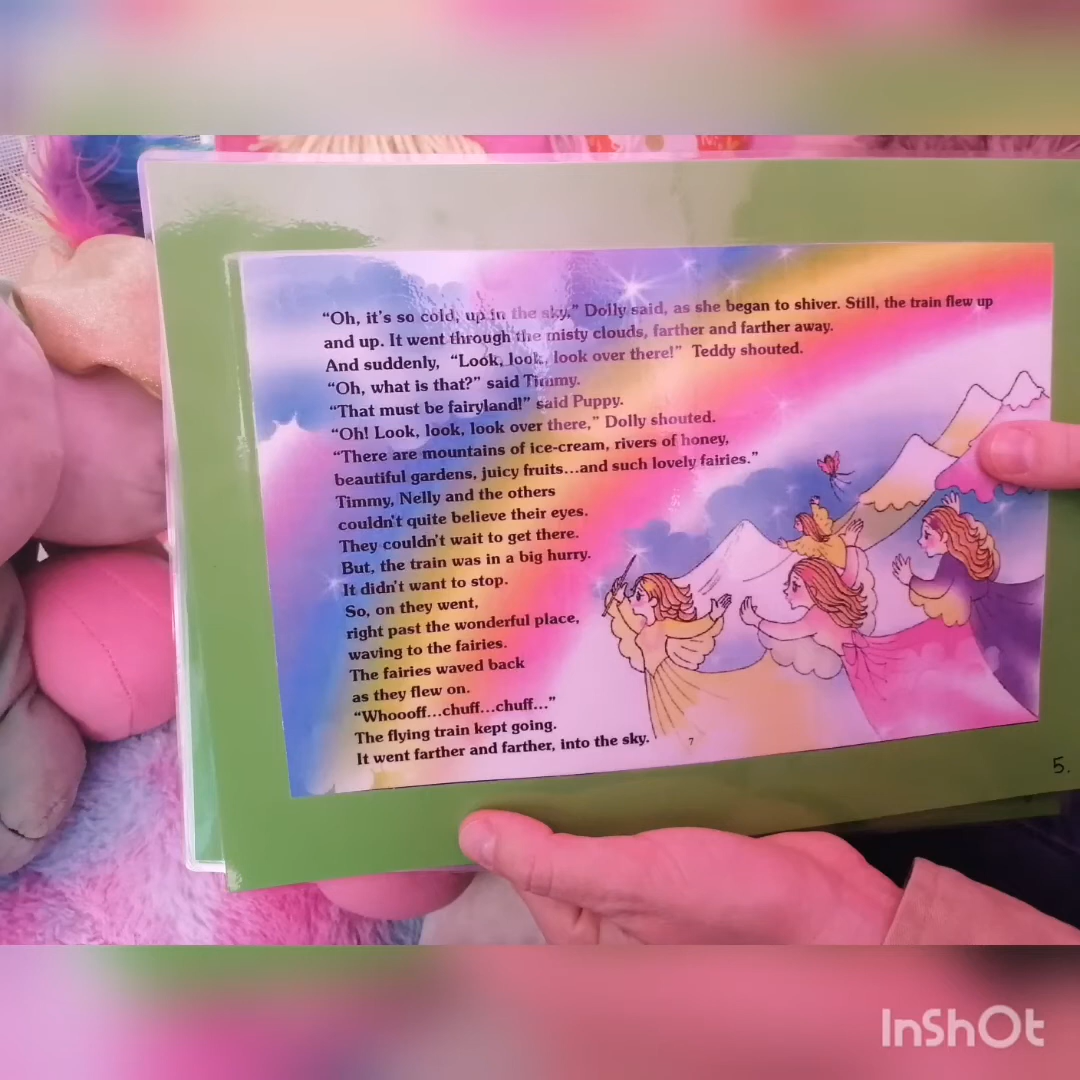 “Oh, it's so cold, up in the sky,” Dolly said, as she began to shiver. Still, the train flew up
and up. It went through the misty clouds, farther and farther away.
And suddenly, “Look, look, look over there!” Teddy shouted.
“Oh, what is that?” said Timmy.
“That must be fairyland!” said Puppy.
“Oh! Look, look, look over there,” Dolly shouted.
“There are mountains of ice-cream, rivers of honey,
beautiful gardens, juicy fruits...and such lovely fairies.”
Timmy, Nelly and the others
couldn't quite believe their eyes.
They couldn't wait to get there.
But, the train was in a big hurry.
It didn't want to stop.
So, on they went,
right past the wonderful place,
waving to the fairies.
The fairies waved back
as they flew on.
“Whoooff...chuff...chuff...”
The flying train kept going.
It went farther and farther, into the sky.
7
5.
InShOt